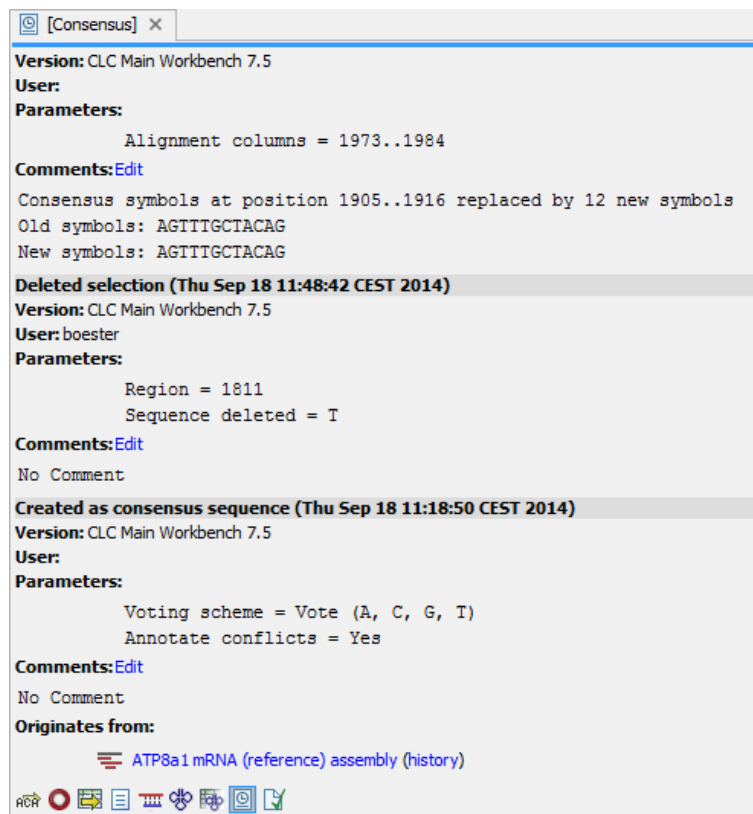 [Consensus]
Version: CLC Main Workbench 7.5
User:
Parameters:
Alignment columns = 1973..1984
Comments:Edit
Consensus symbols at position 1905..1916 replaced by 12 new symbols
Old symbols: AGTTTGCTACAG
New symbols: AGTTTGCTACAG
Deleted selection (Thu Sep 18 11:48:42 CEST 2014)
Version: CLC Main Workbench 7.5
User: boester
Parameters:
Region = 1811
Sequence deleted = T
Comments:Edit
No Comment
Created as consensus sequence (Thu Sep 18 11:18:50 CEST 2014)
Version: CLC Main Workbench 7.5
User:
Parameters:
Voting scheme = Vote (A, C, G, T)
Annotate conflicts = Yes
Comments:Edit
No Comment
Originates from:
ATP8a1 mRNA (reference) assembly (history)